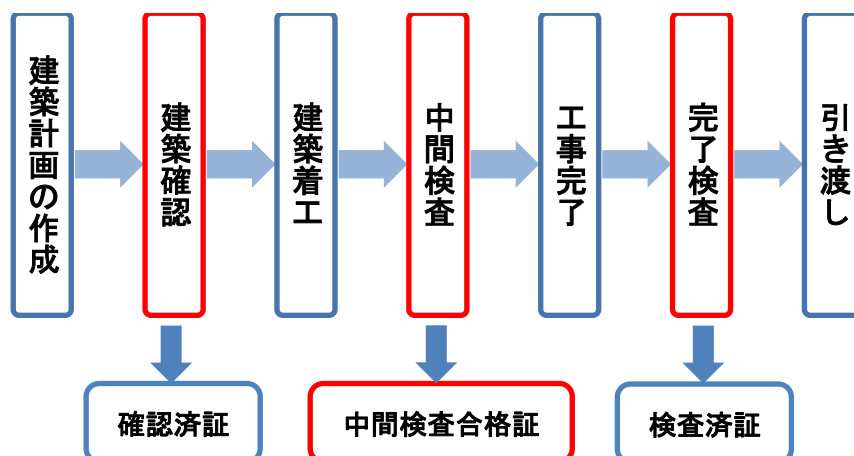 建築計画の作成
建築確認
建築着工
中間検査
工事完了
完了検査
引き渡し
確認済証
中間検査合格証
検査済証